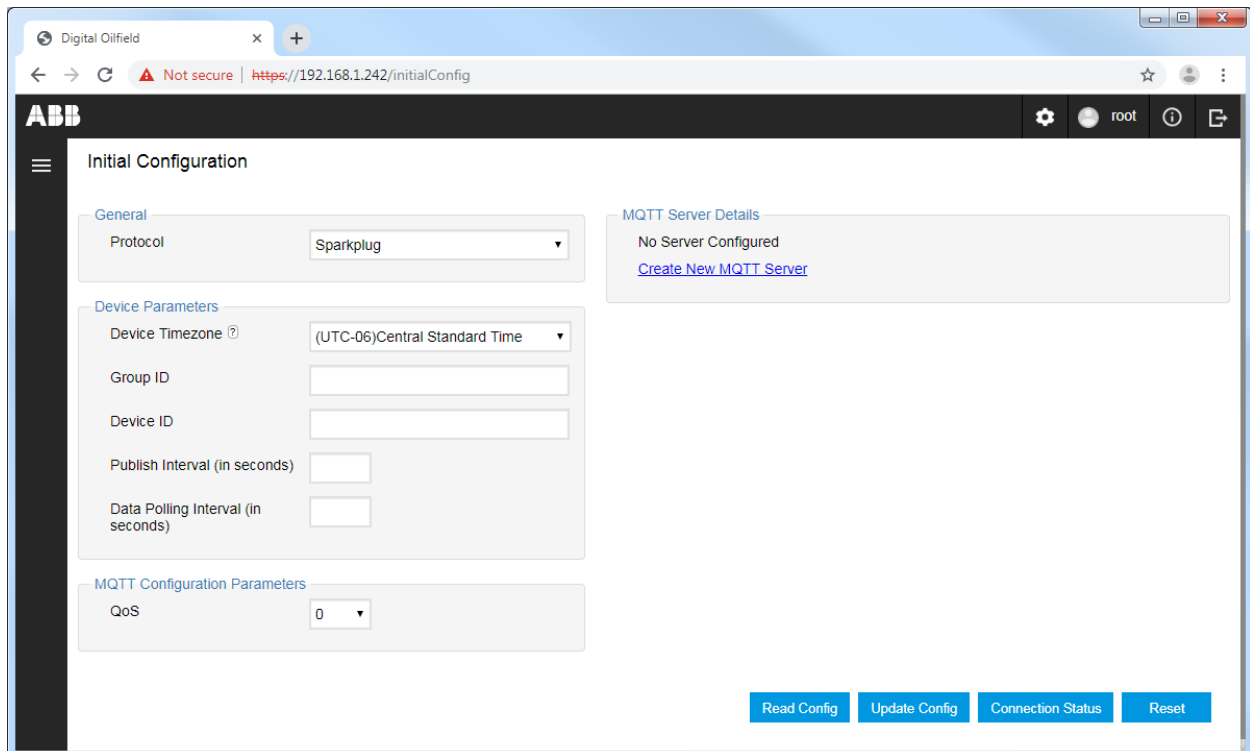 Digital Oilfield
Not secure | https://192.168.1.242/initialConfig
ABB
root
Initial Configuration
General
Protocol
Sparkplug
Device Parameters
Device Timezone ?
(UTC-06)Central Standard Time
Group ID
Device ID
Publish Interval (in seconds)
Data Polling Interval (in
seconds)
MQTT Configuration Parameters
QoS
0
MQTT Server Details
No Server Configured
Create New MQTT Server
Read Config
Update Config
Connection Status
Reset